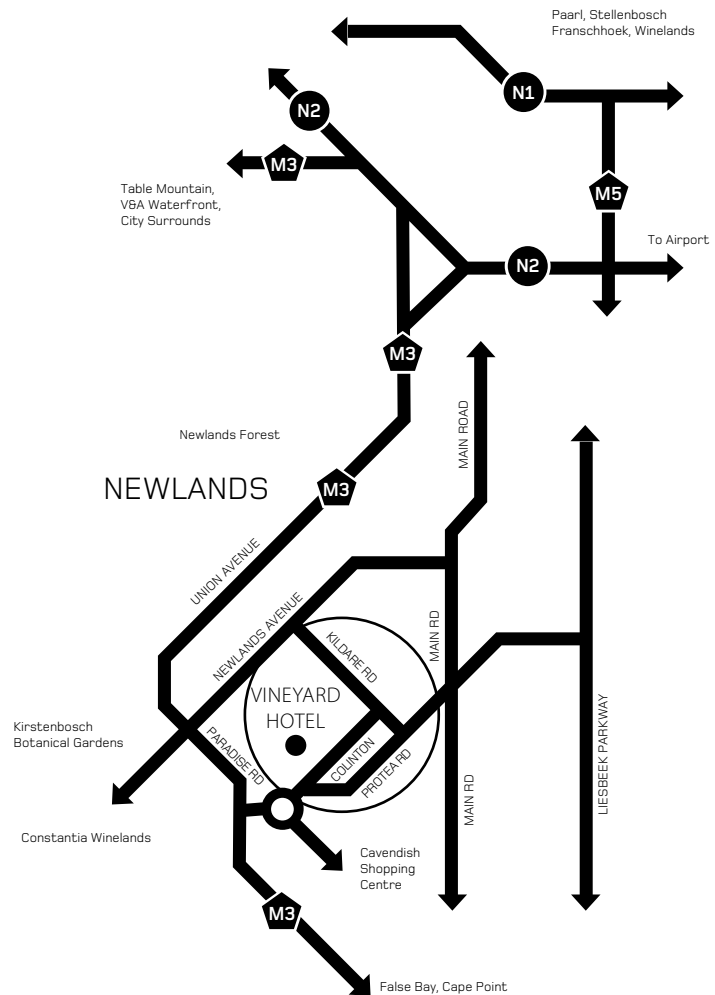 Paarl, Stellenbosch
Franschhoek, Winelands
N1
N2
M3
Table Mountain,
V&A Waterfront,
City Surrounds
M5
To Airport
N2
M3
MAIN ROAD
Newlands Forest
NEWLANDS
M3
UNION AVENUE
NEWLANDS AVENUE
KILDARE RD
MAIN RD
VINEYARD
HOTEL
Kirstenbosch
Botanical Gardens
PARADISE RD
COLINTON
PROTEA RD
MAIN RD
LIESBEEK PARKWAY
Constantia Winelands
Cavendish
Shopping
Centre
M3
False Bay, Cape Point